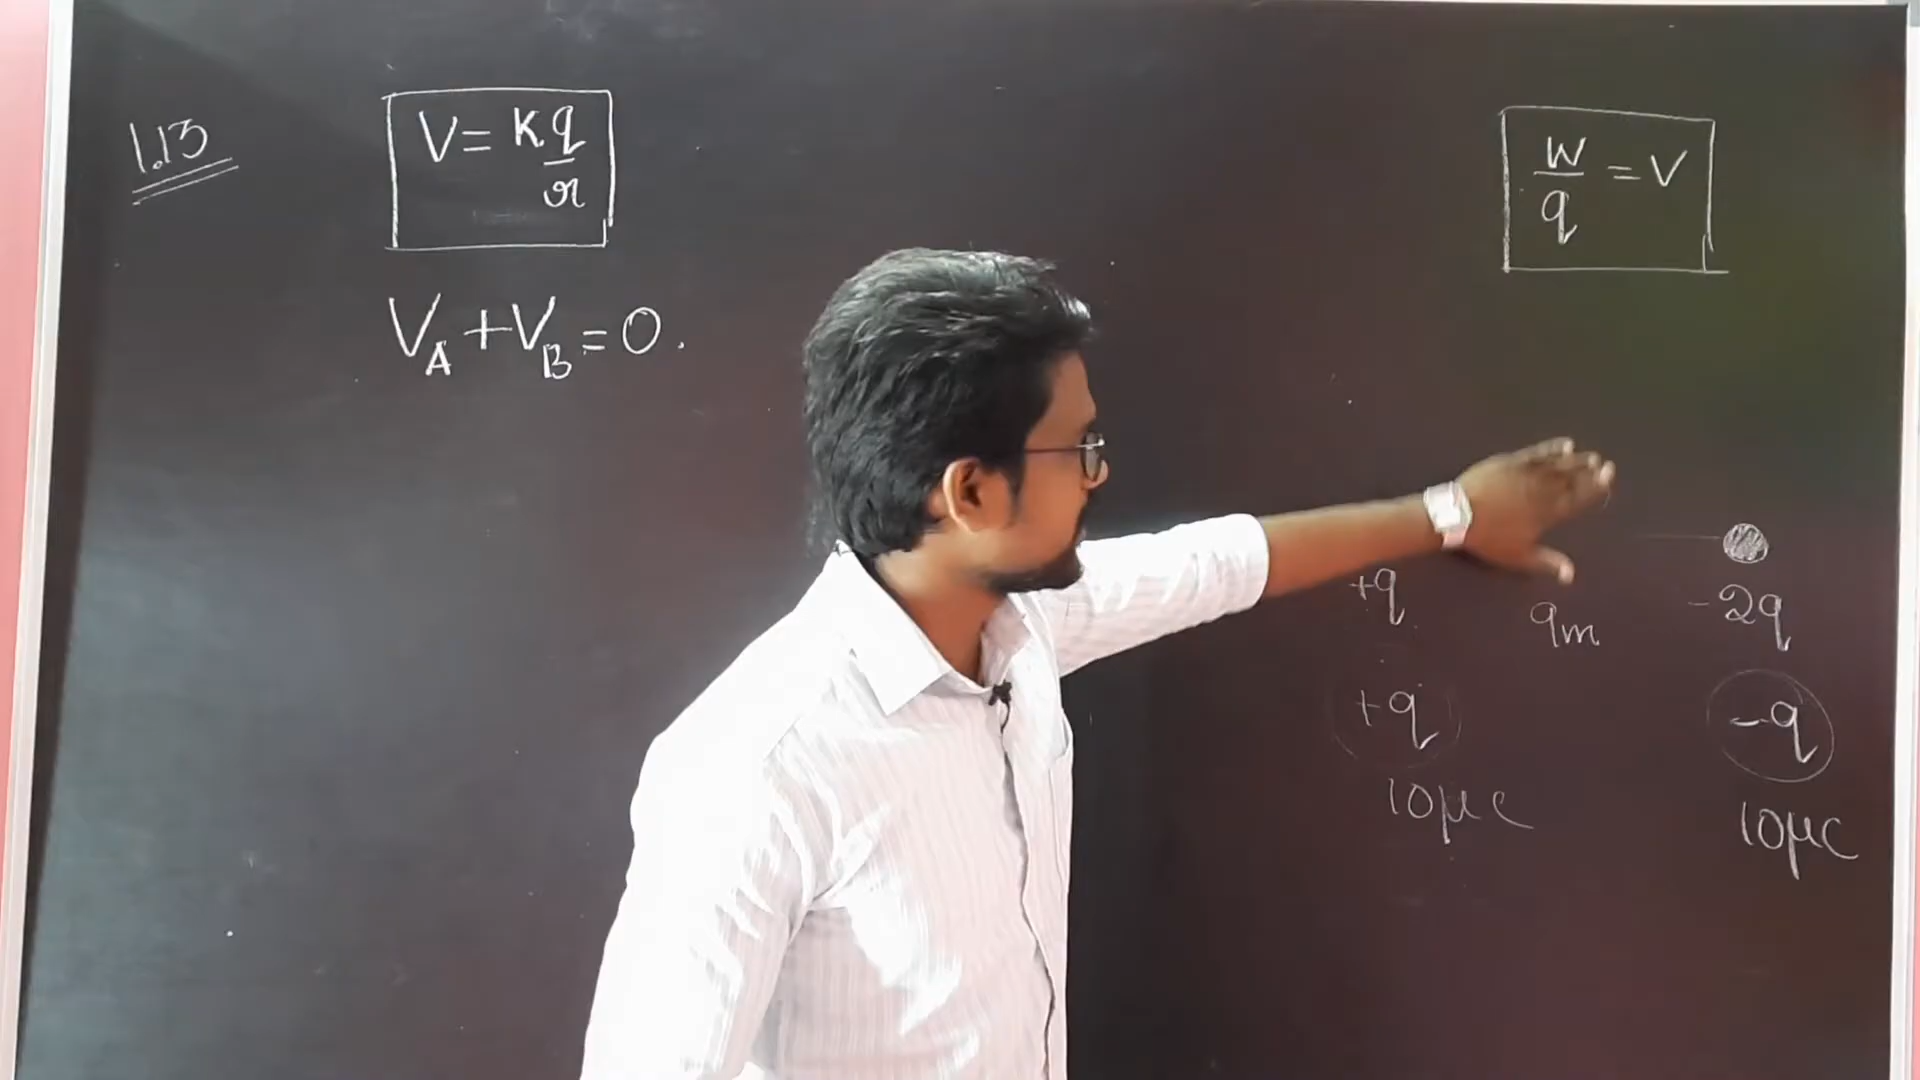 1.13
V = K q/r
W/q = V
V_A + V_B = 0.
+q 9m -2q
+q -q
10μC 10μC